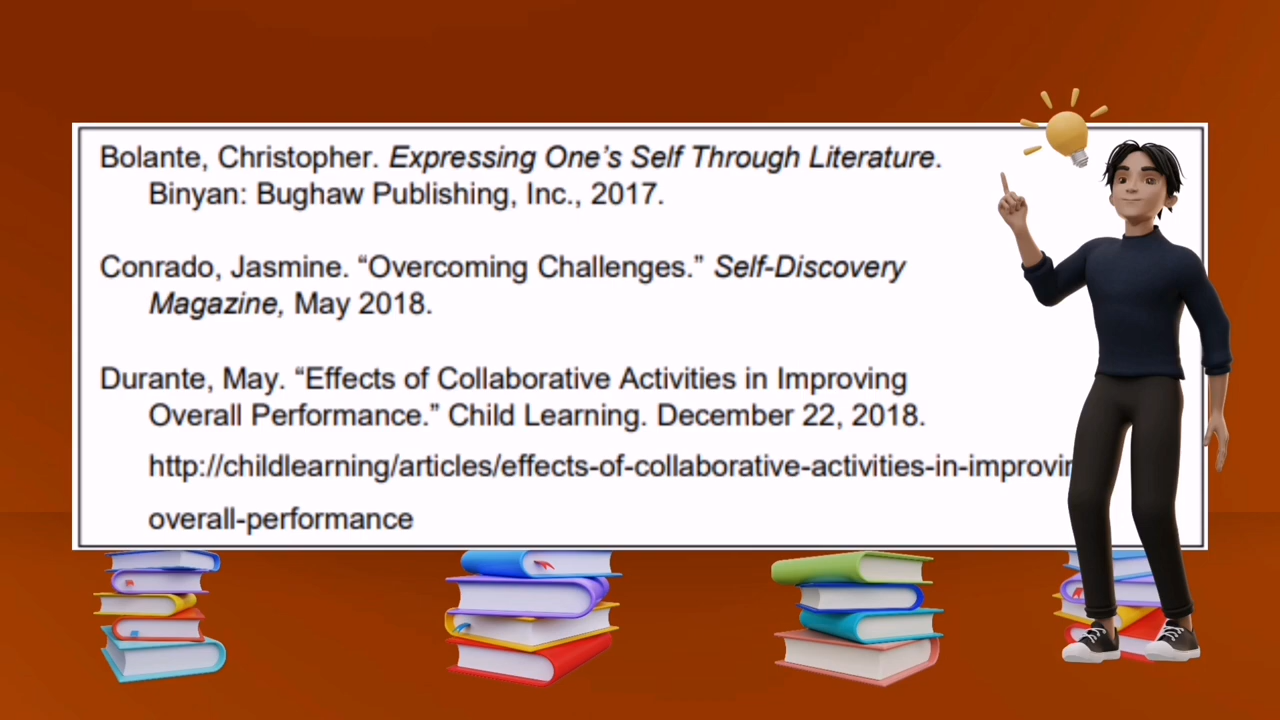 Bolante, Christopher. Expressing One’s Self Through Literature.
Binyan: Bughaw Publishing, Inc., 2017.
Conrado, Jasmine. “Overcoming Challenges.” Self-Discovery
Magazine, May 2018.
Durante, May. “Effects of Collaborative Activities in Improving
Overall Performance.” Child Learning. December 22, 2018.
http://childlearning/articles/effects-of-collaborative-activities-in-
overall-performance